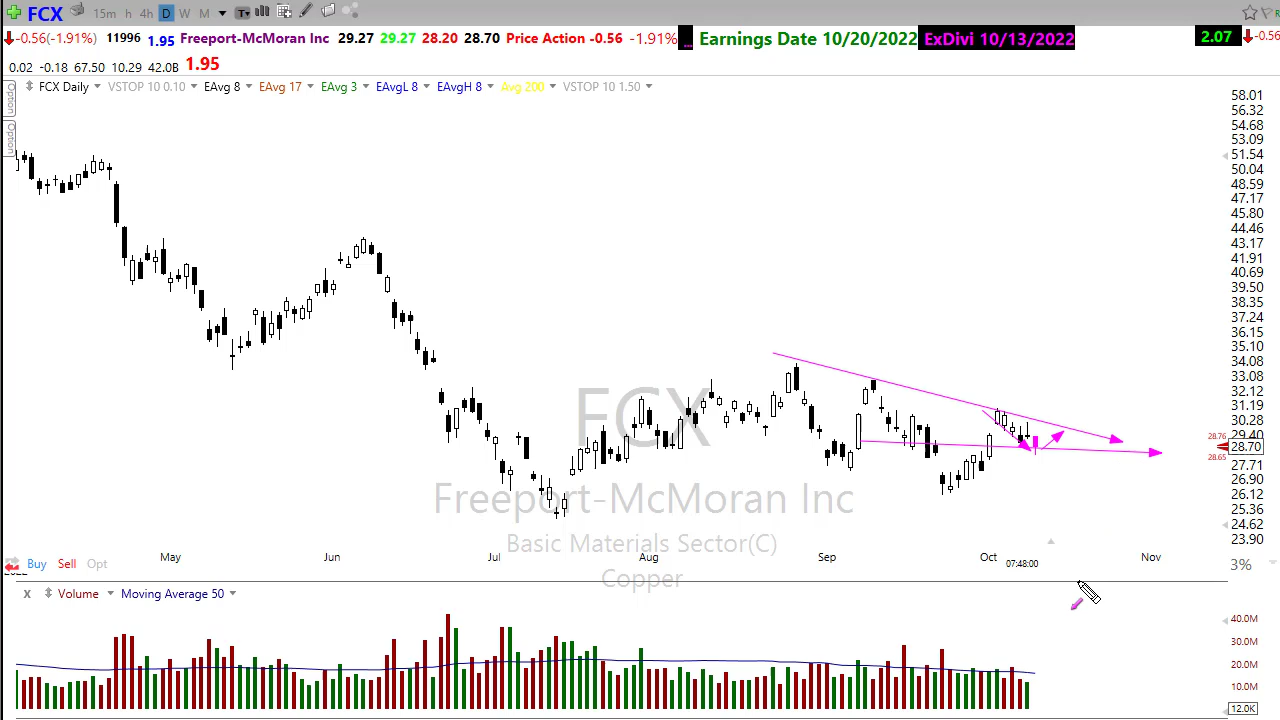 FCX 15m h 4h D W M T
-0.56(-1.91%) 11996 1.95 Freeport-McMoran Inc 29.27 29.27 28.20 28.70 Price Action -0.56 -1.91% ... Earnings Date 10/20/2022 ExDivi 10/13/2022 2.07 -0.56
0.02 -0.18 67.50 10.29 42.0B 1.95
Option
Option
FCX Daily VSTOP 10 0.10 EAvg 8 EAvg 17 EAvg 3 EAvgL 8 EAvgH 8 Avg 200 VSTOP 10 1.50
58.01
56.32
54.68
53.09
51.54
50.04
48.59
47.17
45.80
44.46
43.17
41.91
40.69
39.50
38.35
37.24
36.15
35.10
34.08
33.08
32.12
31.19
30.28
29.40
28.76
28.70
28.65
27.71
26.90
26.12
25.36
24.62
23.90
FCX
Freeport-McMoran Inc
Basic Materials Sector(C)
Copper
May Jun Jul Aug Sep Oct Nov
07:48:00
Buy Sell Opt
3%
X Volume Moving Average 50
40.0M
30.0M
20.0M
10.0M
12.0K